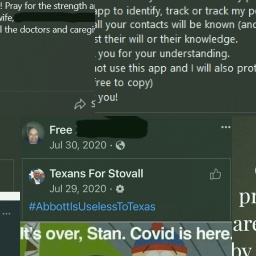 ! Pray for the strength a
wife,
l the doctors and caregi
app to identify, track or track my p
all your contacts will be known (and
st their will or their knowledge.
you for your understanding.
not use this app and I will also prot
free to copy)
you!
Free
Jul 30, 2020 ·
Texans For Stovall
Jul 29, 2020 ·
#AbbottIsUselessToTexas
It's over, Stan. Covid is here.
pr
are
by